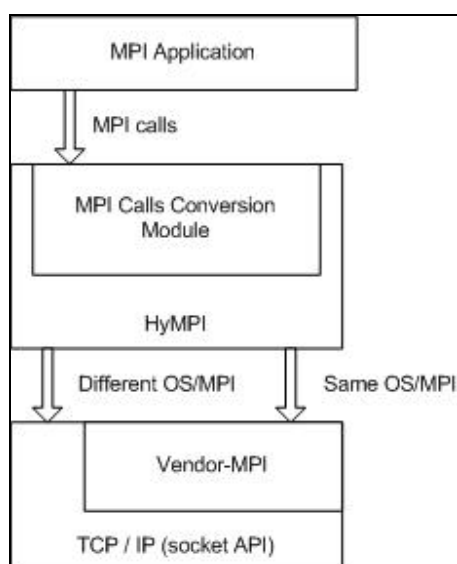 MPI Application
MPI calls
MPI Calls Conversion
Module
HyMPI
Different OS/MPI
Same OS/MPI
Vendor-MPI
TCP / IP (socket API)